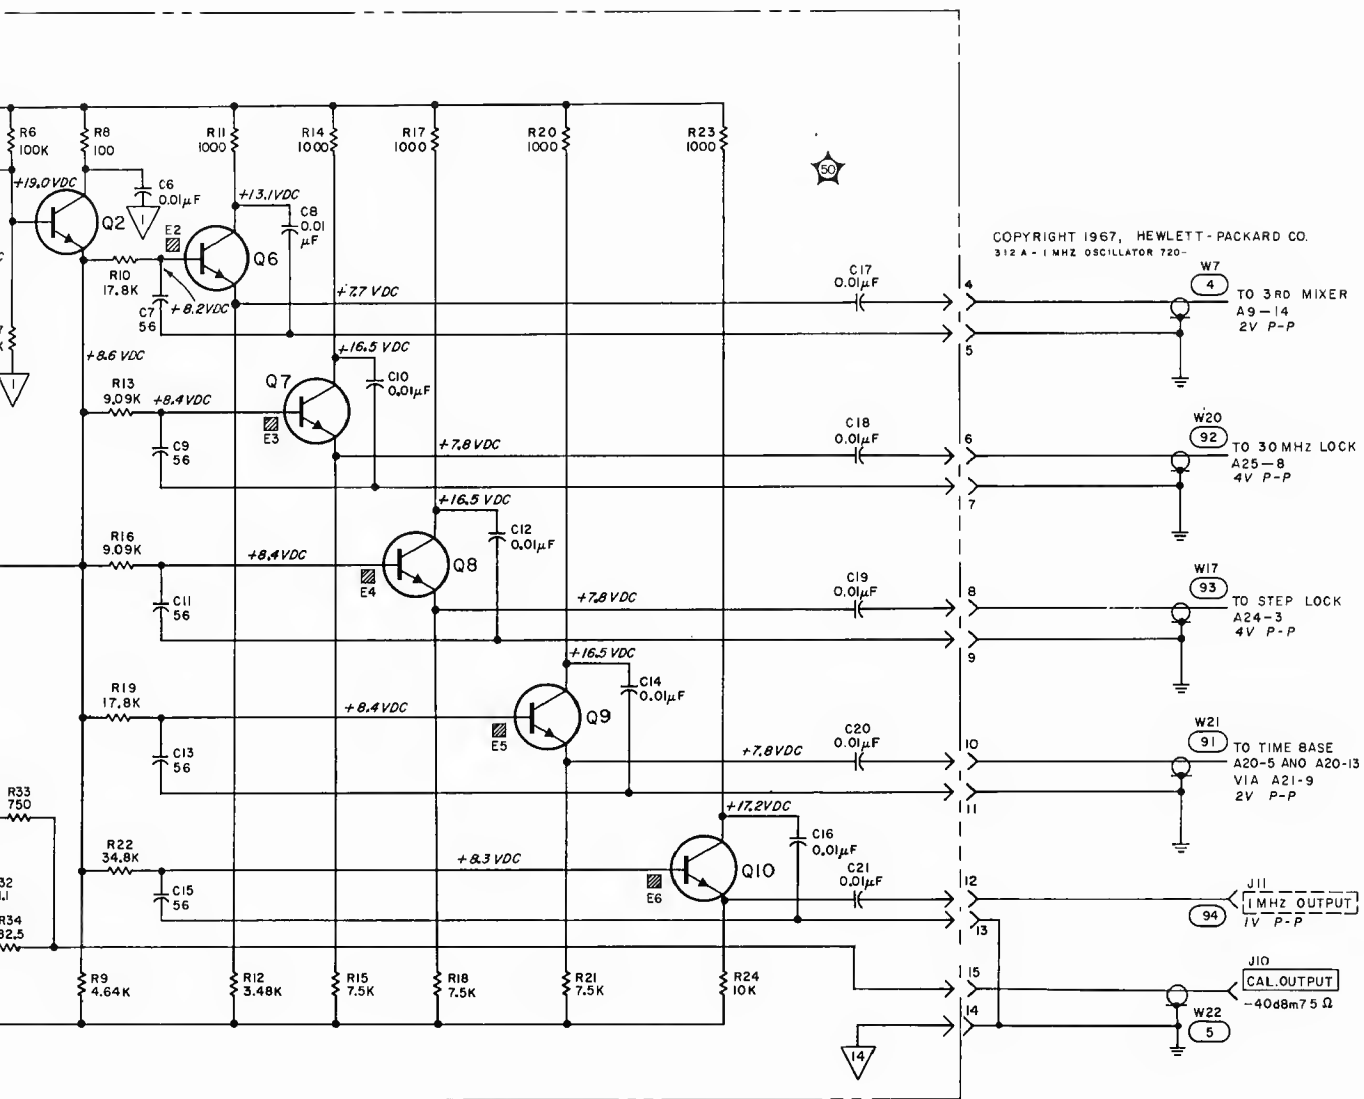 R6
100K
R8
100
R11
1000
R14
1000
R17
1000
R20
1000
R23
1000
50
+19.0VDC
C6
0.01µF
1
Q2
+13.1VDC
C8
0.01
µF
E2
Q6
R10
17.8K
C7
56
+8.2VDC
+7.7 VDC
C17
0.01µF
4
5
COPYRIGHT 1967, HEWLETT-PACKARD CO.
312A - 1 MHZ OSCILLATOR 720-
W7
4
TO 3RD MIXER
A9-14
2V P-P
1
+8.6 VDC
+16.5 VDC
Q7
C10
0.01µF
R13
9.09K
+8.4VDC
E3
C9
56
+7.8VDC
C18
0.01µF
6
7
W20
92
TO 30MHZ LOCK
A25-8
4V P-P
+16.5 VDC
C12
0.01µF
R16
9.09K
+8.4VDC
Q8
E4
C11
56
+7.8VDC
C19
0.01µF
8
9
W17
93
TO STEP LOCK
A24-3
4V P-P
+16.5 VDC
C14
0.01µF
R19
17.8K
+8.4VDC
Q9
E5
C13
56
+7.8VDC
C20
0.01µF
10
11
W21
91
TO TIME BASE
A20-5 AND A20-13
VIA A21-9
2V P-P
R33
750
+17.2VDC
C16
0.01µF
R22
34.8K
+8.3 VDC
Q10
E6
C15
56
C21
0.01µF
12
13
J11
1MHZ OUTPUT
94
1V P-P
R34
R9
4.64K
R12
3.48K
R15
7.5K
R18
7.5K
R21
7.5K
R24
10K
15
14
14
J10
CAL.OUTPUT
-40dBm75 Ω
W22
5